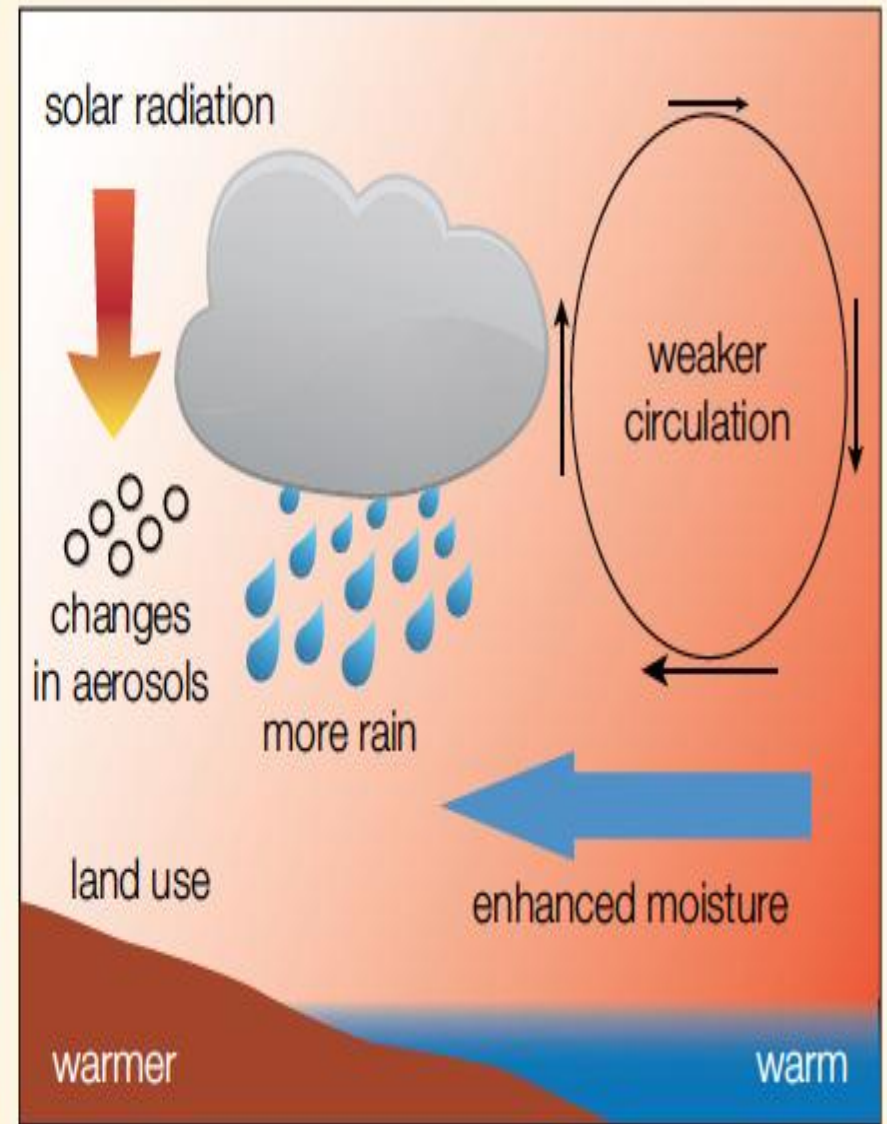 solar radiation
weaker
circulation
changes
in aerosols
more rain
land use
enhanced moisture
warmer
warm